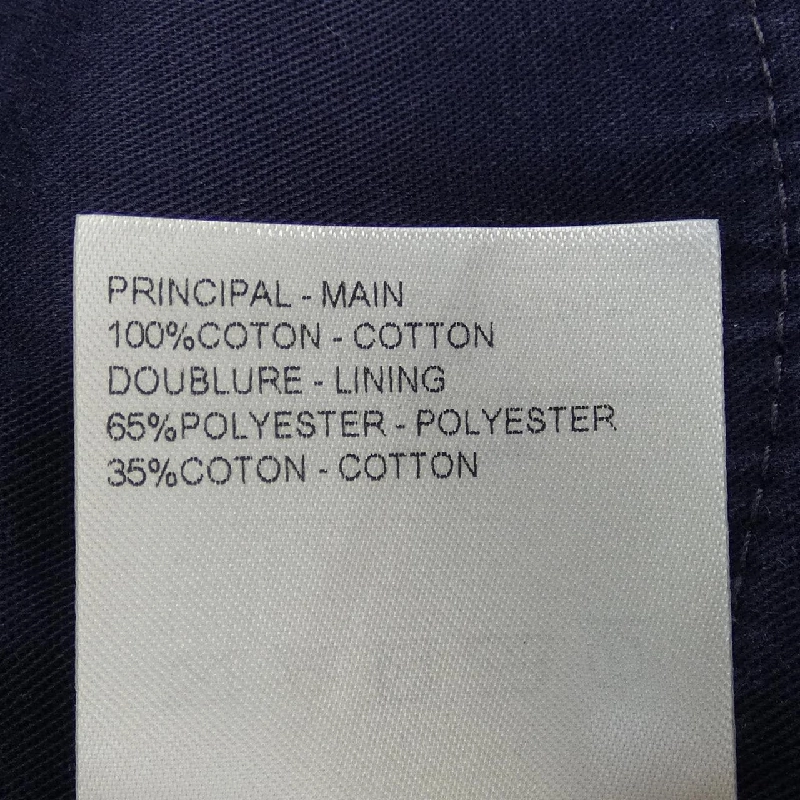 PRINCIPAL - MAIN
100%COTON - COTTON
DOUBLURE - LINING
65%POLYESTER - POLYESTER
35%COTON - COTTON